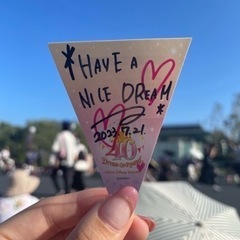 HAVE A
NICE DREAM
2023.7.21.
40